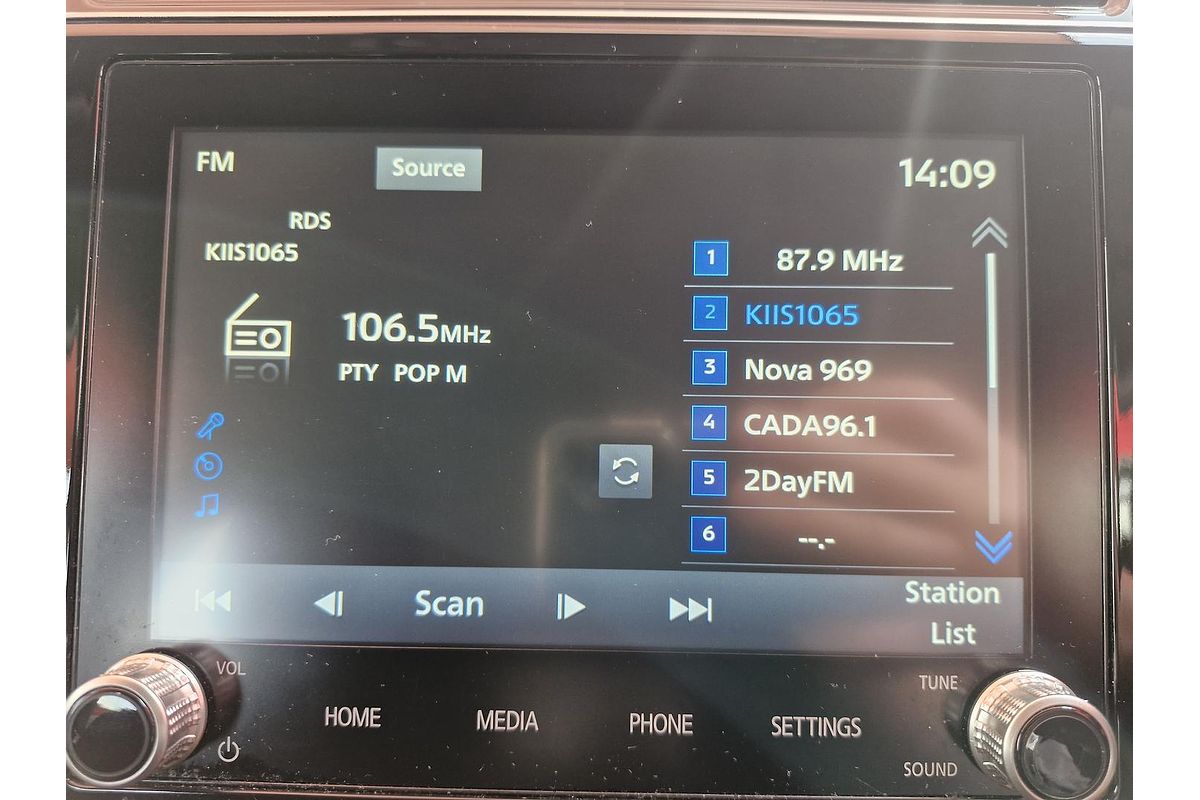 FM
Source
14:09
RDS
KIIS1065
106.5MHz
PTY POP M
1 87.9 MHz
2 KIIS1065
3 Nova 969
4 CADA96.1
5 2DayFM
6 --.-
Scan
Station
List
VOL
HOME
MEDIA
PHONE
SETTINGS
TUNE
SOUND